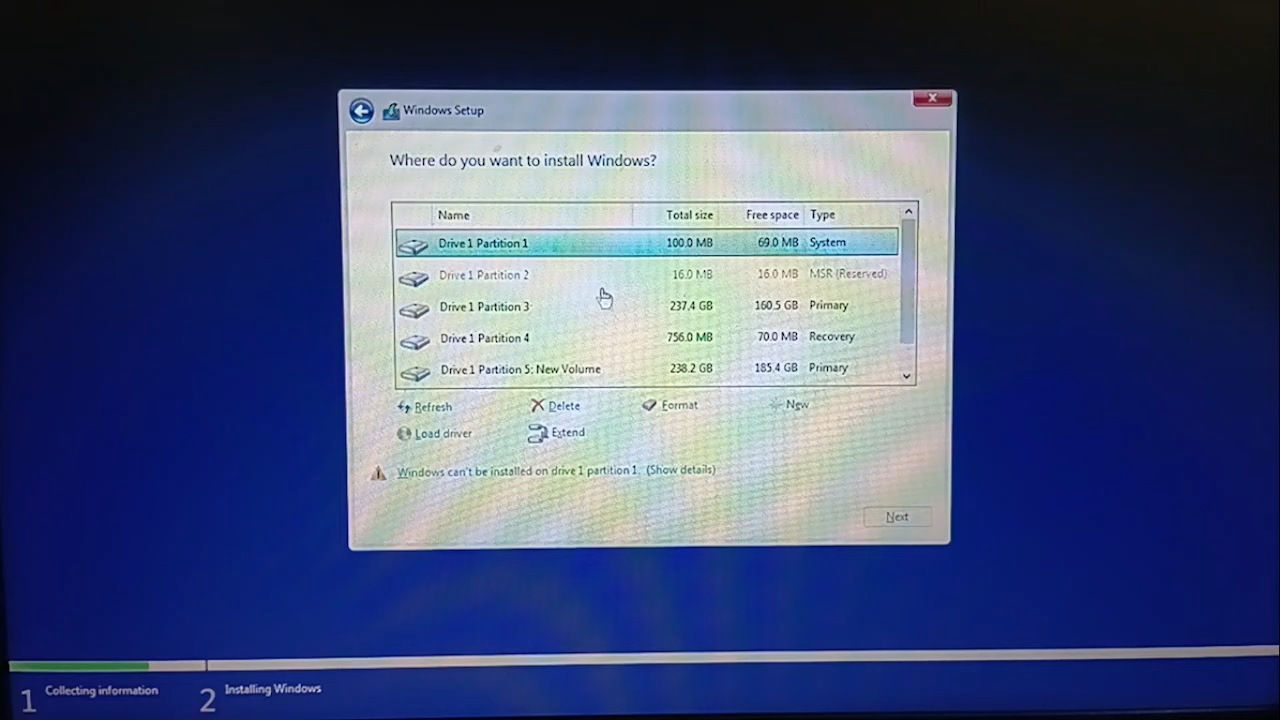 Windows Setup
Where do you want to install Windows?
Name Total size Free space Type
Drive 1 Partition 1 100.0 MB 69.0 MB System
Drive 1 Partition 2 16.0 MB 16.0 MB MSR (Reserved)
Drive 1 Partition 3 237.4 GB 160.5 GB Primary
Drive 1 Partition 4 756.0 MB 70.0 MB Recovery
Drive 1 Partition 5: New Volume 238.2 GB 185.4 GB Primary
Refresh Delete Format New
Load driver Extend
Windows can't be installed on drive 1 partition 1. (Show details)
Next
1 Collecting information 2 Installing Windows